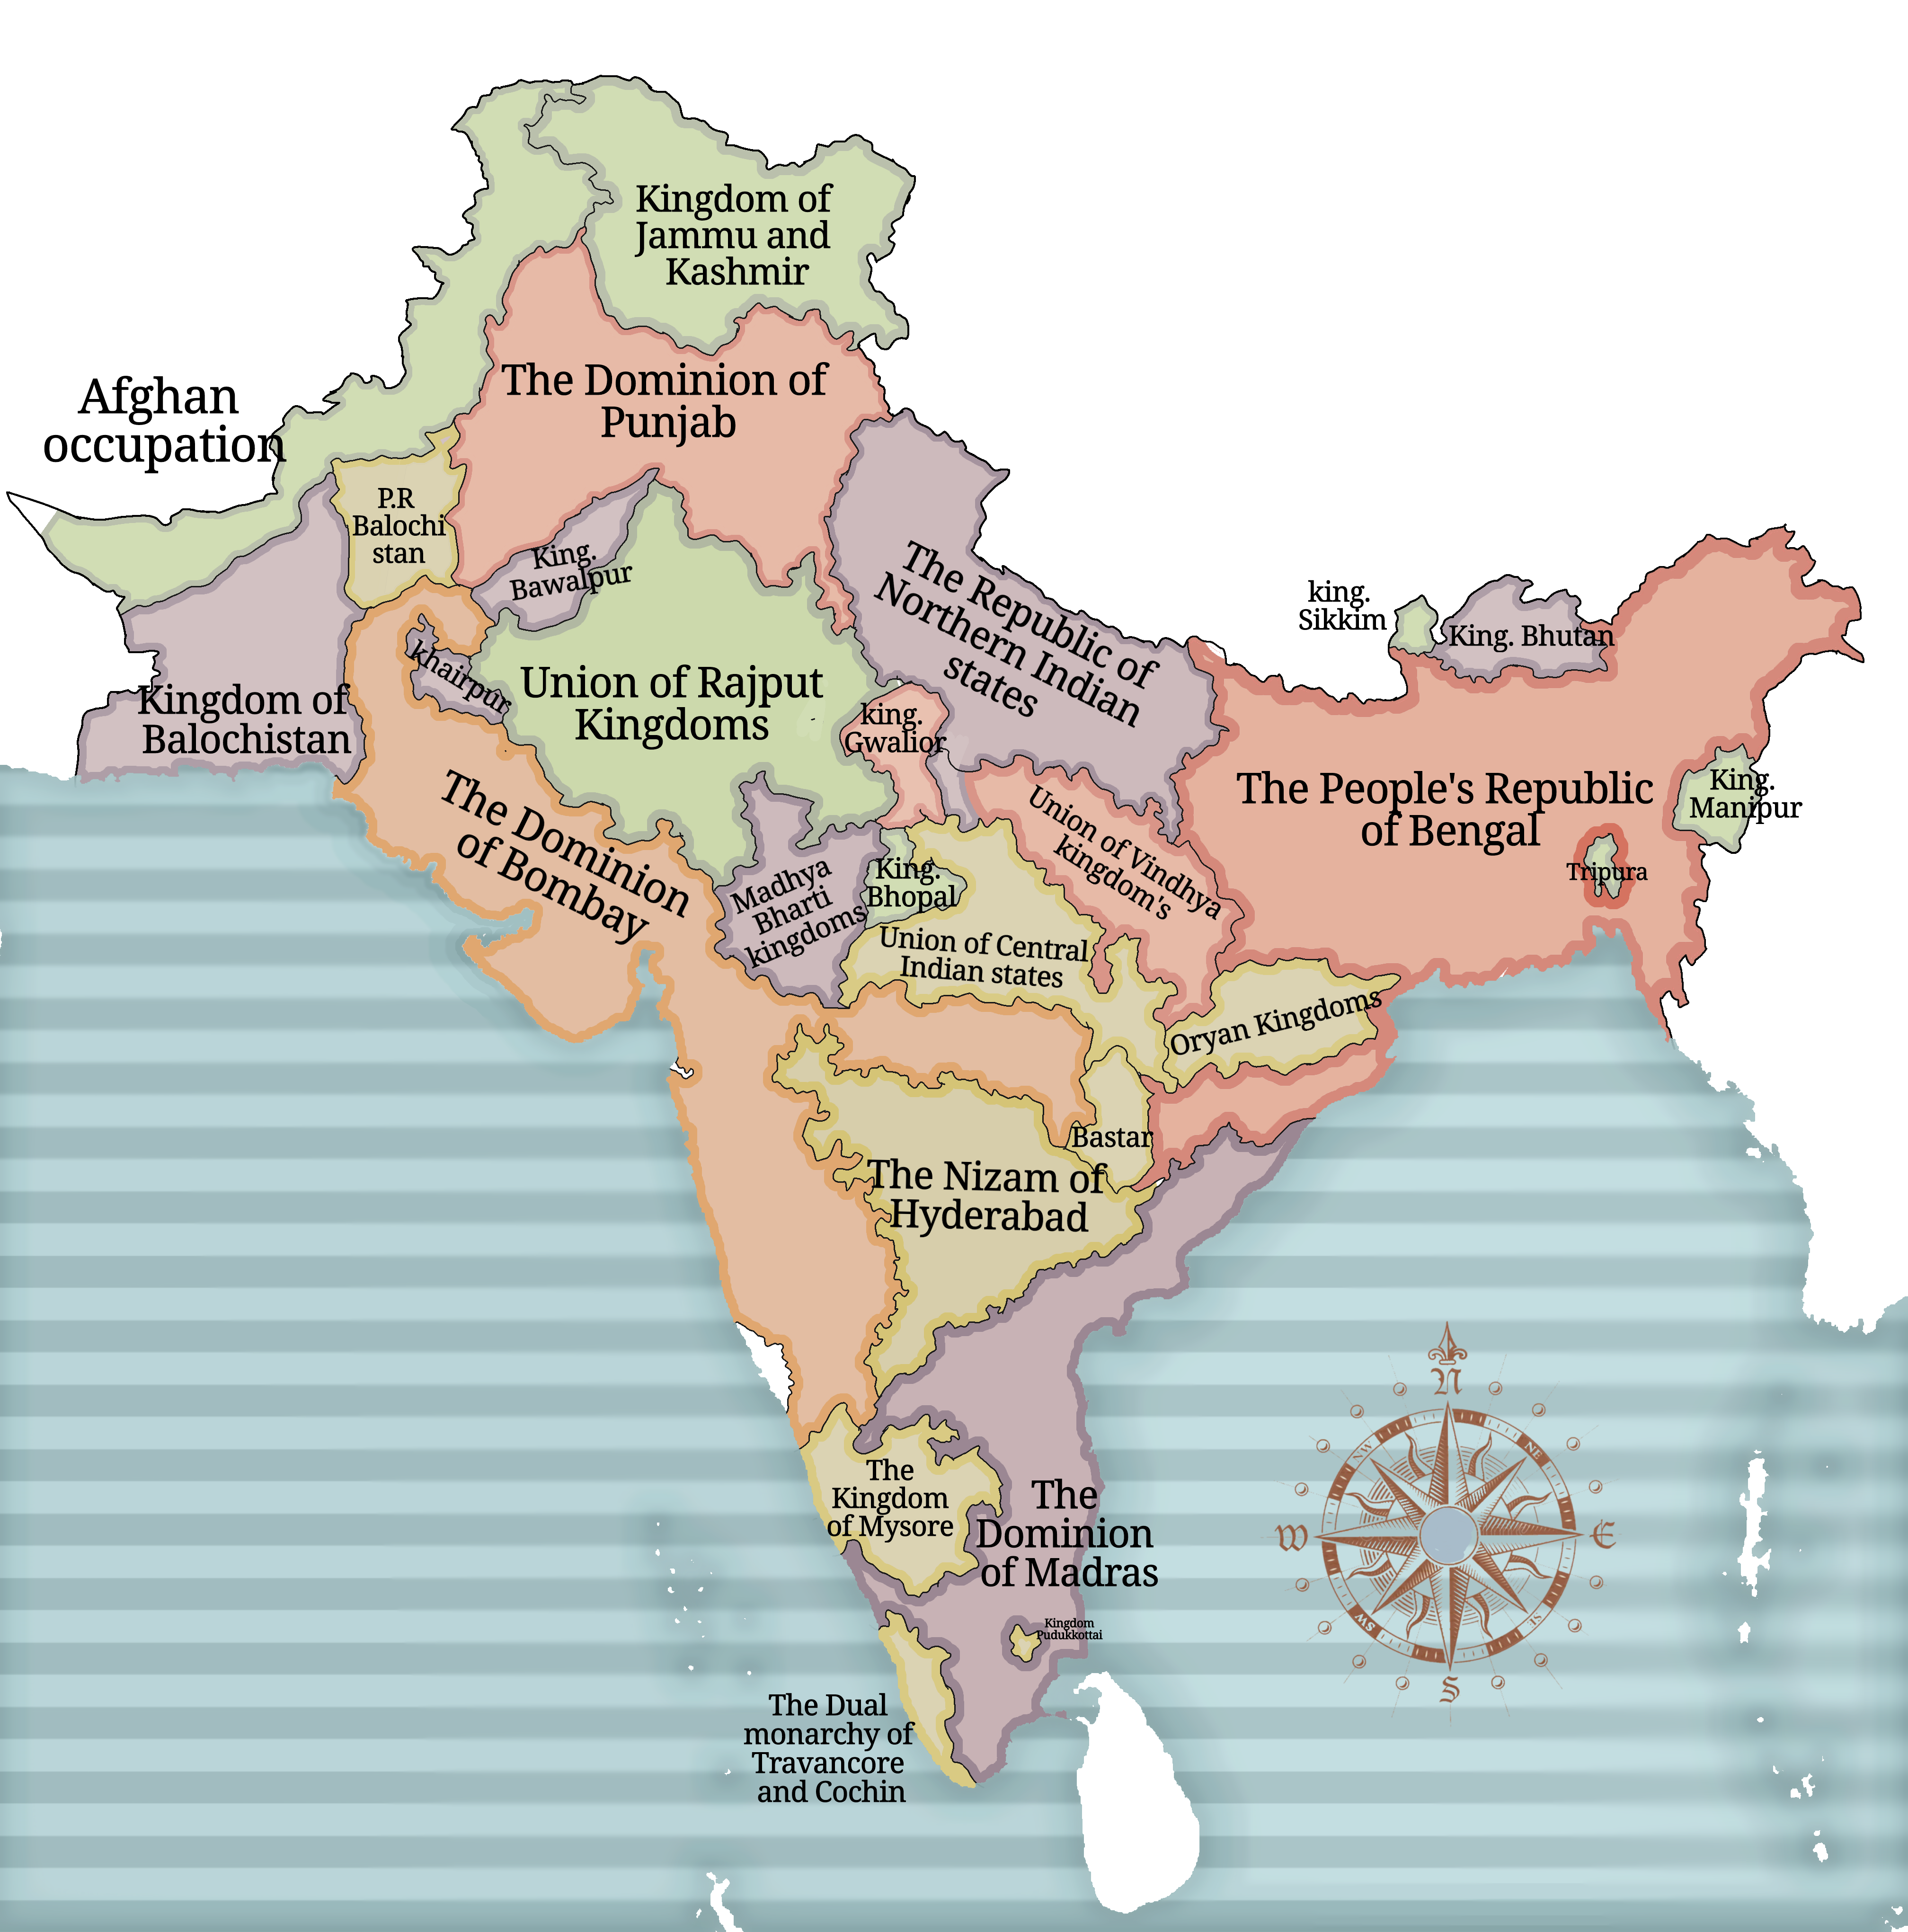 Kingdom of
Jammu and
Kashmir
The Dominion of
Punjab
Afghan
occupation
P.R
Balochi
stan
King.
Bawalpur
The Republic of
Northern Indian
states
king.
Sikkim
King. Bhutan
khairpur
Union of Rajput
Kingdoms
Kingdom of
Balochistan
king.
Gwalior
The People's Republic
of Bengal
King.
Manipur
Tripura
The Dominion
of Bombay
Union of Vindhya
kingdom's
Madhya
Bharti
kingdoms
King.
Bhopal
Union of Central
Indian states
Oryan Kingdoms
Bastar
The Nizam of
Hyderabad
The
Kingdom
of Mysore
The
Dominion
of Madras
Kingdom
Pudukkottai
The Dual
monarchy of
Travancore
and Cochin
N
NW
NE
W
E
SW
SE
S